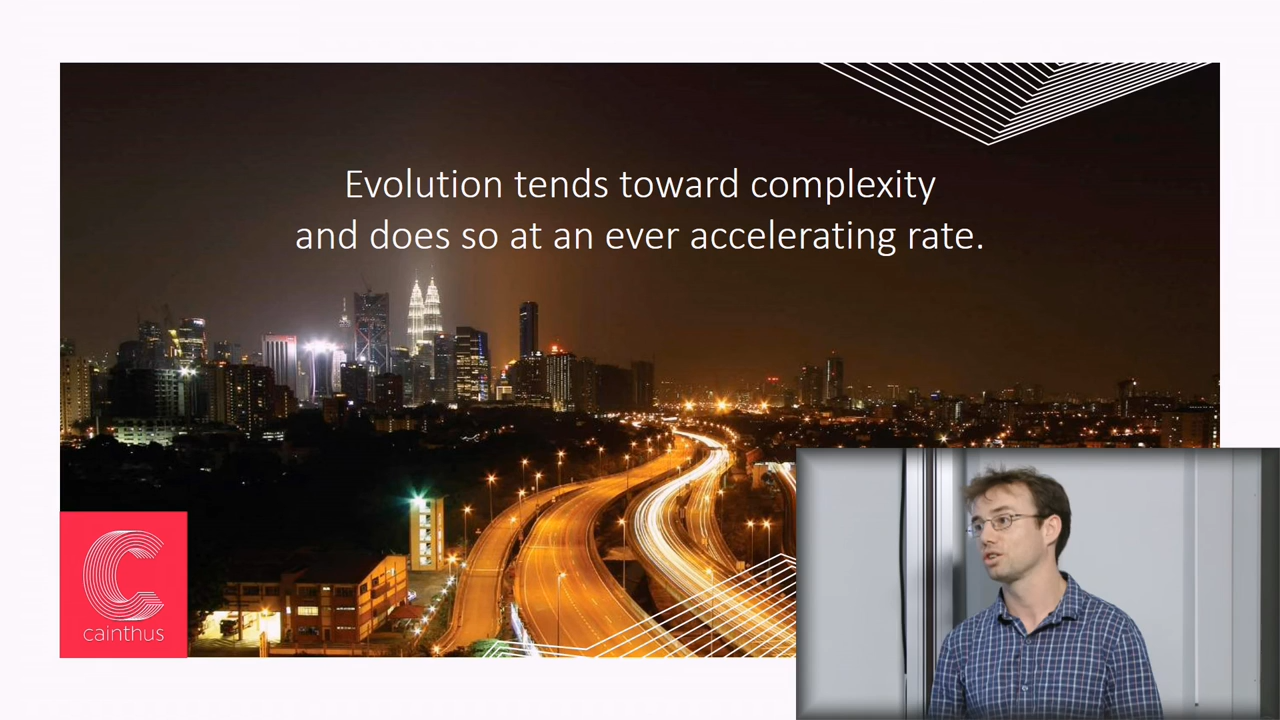 Evolution tends toward complexity
and does so at an ever accelerating rate.
cainthus